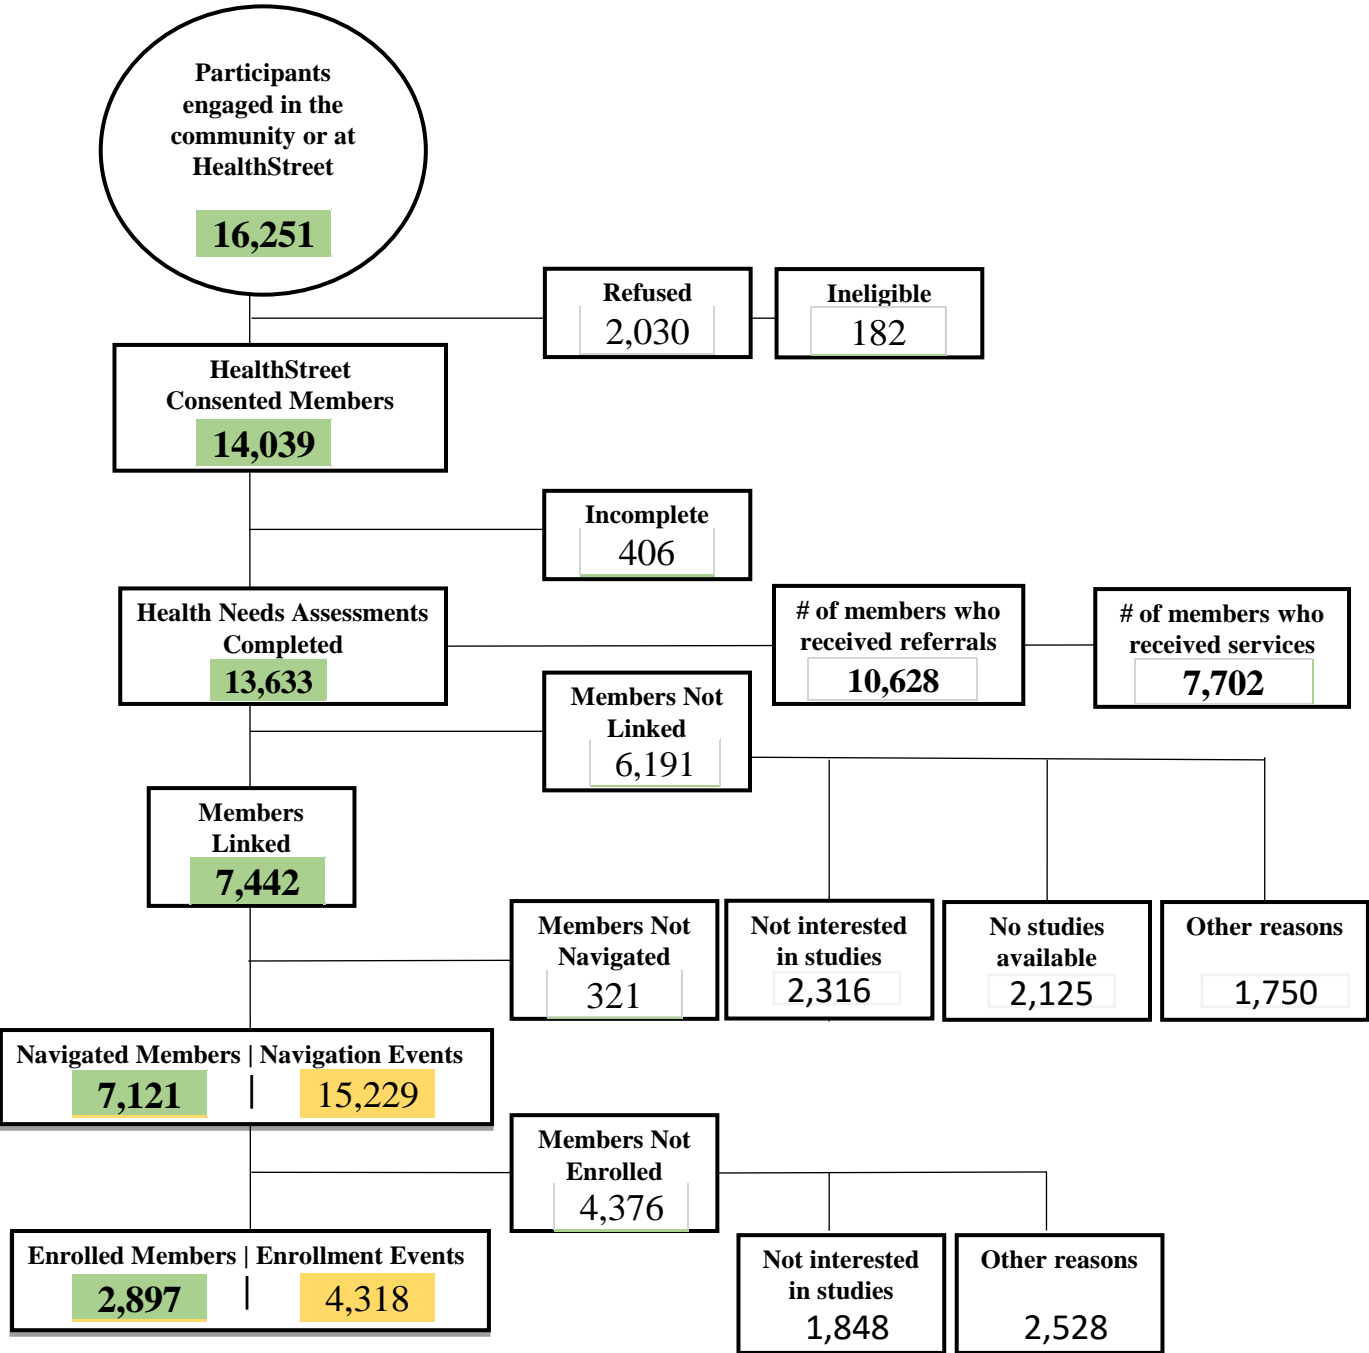 Participants
engaged in the
community or at
HealthStreet
16,251
Refused
2,030
Ineligible
182
HealthStreet
Consented Members
14,039
Incomplete
406
Health Needs Assessments
Completed
13,633
# of members who
received referrals
10,628
# of members who
received services
7,702
Members Not
Linked
6,191
Members
Linked
7,442
Members Not
Navigated
321
Not interested
in studies
2,316
No studies
available
2,125
Other reasons
1,750
Navigated Members | Navigation Events
7,121 | 15,229
Members Not
Enrolled
4,376
Enrolled Members | Enrollment Events
2,897 | 4,318
Not interested
in studies
1,848
Other reasons
2,528